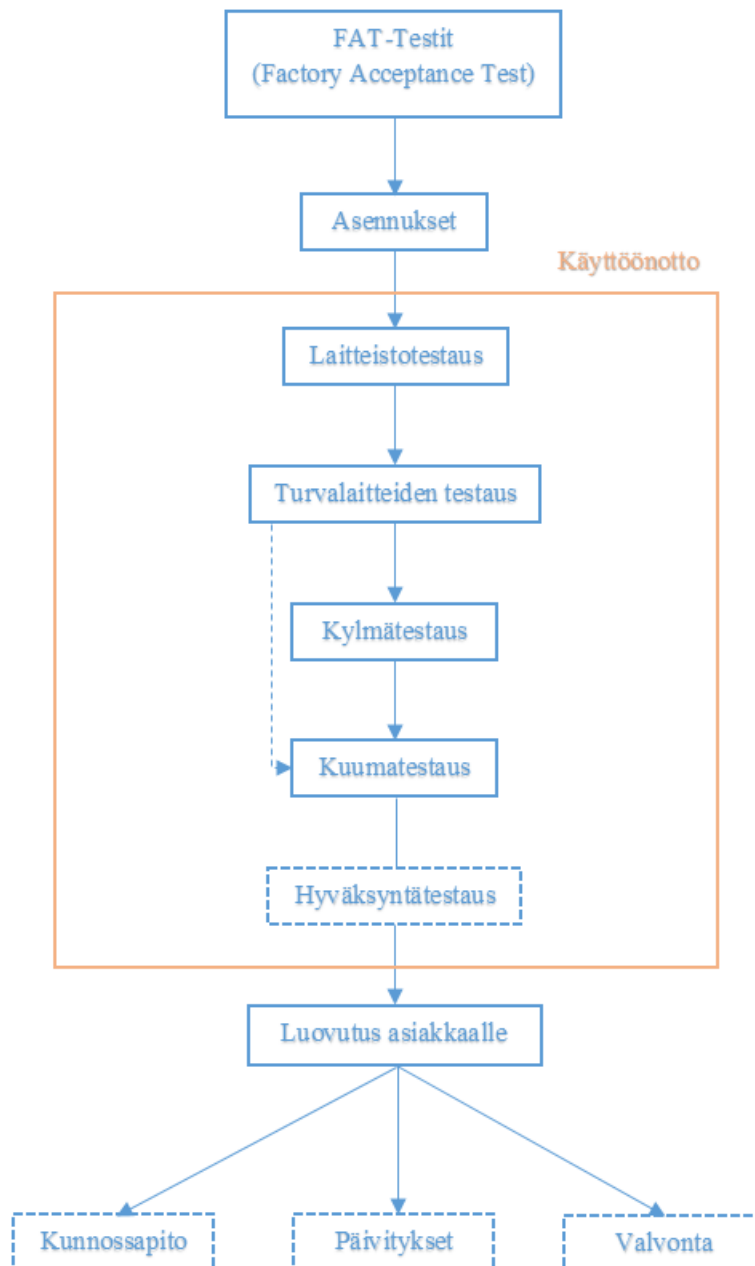 FAT-Testit
(Factory Acceptance Test)
Asennukset
Käyttöönotto
Laitteistotestaus
Turvalaitteiden testaus
Kylmätestaus
Kuumatestaus
Hyväksyntätestaus
Luovutus asiakkaalle
Kunnossapito
Päivitykset
Valvonta